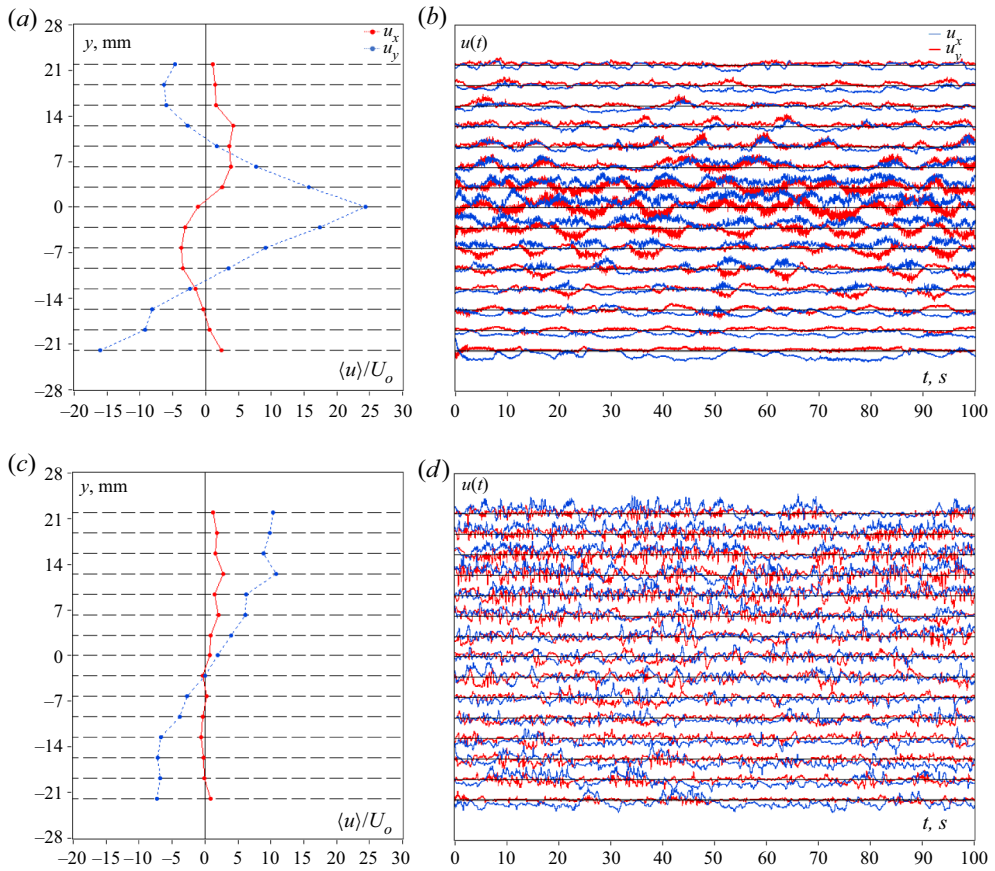 (a)
28
y, mm
u_x
u_y
21
14
7
0
–7
–14
–21
⟨u⟩/U_o
–28
–20 –15 –10 –5 0 5 10 15 20 25 30
(b)
u(t)
u_x
u_y
t, s
0 10 20 30 40 50 60 70 80 90 100
(c)
28
y, mm
21
14
7
0
–7
–14
–21
⟨u⟩/U_o
–28
–20 –15 –10 –5 0 5 10 15 20 25 30
(d)
u(t)
t, s
0 10 20 30 40 50 60 70 80 90 100